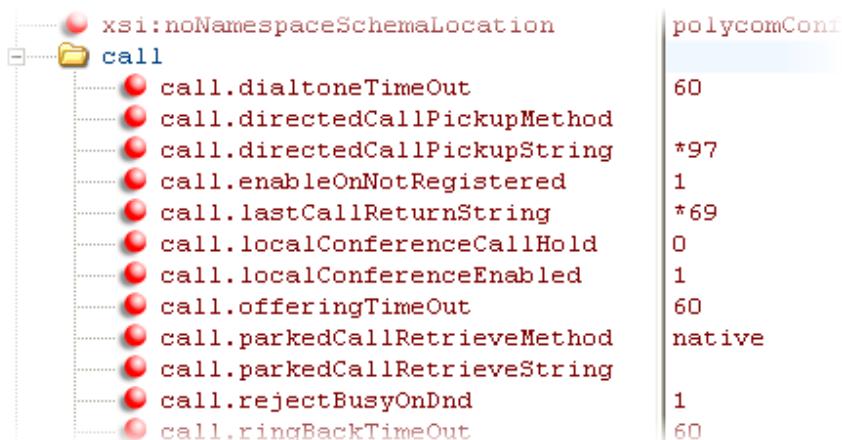 xsi:noNamespaceSchemaLocation polycomConf
call
call.dialtoneTimeOut 60
call.directedCallPickupMethod
call.directedCallPickupString *97
call.enableOnNotRegistered 1
call.lastCallReturnString *69
call.localConferenceCallHold 0
call.localConferenceEnabled 1
call.offeringTimeOut 60
call.parkedCallRetrieveMethod native
call.parkedCallRetrieveString
call.rejectBusyOnDnd 1
call.ringBackTimeOut 60